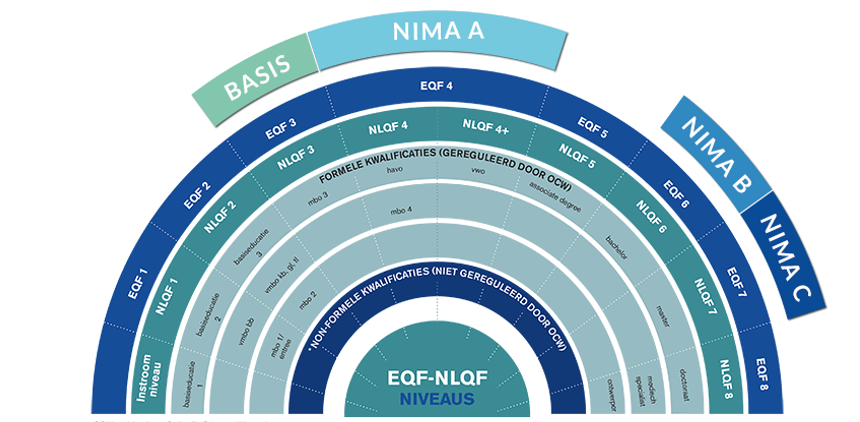 BASIS
NIMA A
NIMA B
NIMA C
EQF 1
EQF 2
EQF 3
EQF 4
EQF 5
EQF 6
EQF 7
EQF 8
Instroom
niveau
NLQF 1
NLQF 2
NLQF 3
NLQF 4
NLQF 4+
NLQF 5
NLQF 6
NLQF 7
NLQF 8
FORMELE KWALIFICATIES (GEREGULEERD DOOR OCW)
basiseducatie
1
basiseducatie
2
basiseducatie
3
mbo 3
havo
vwo
associate degree
bachelor
master
doctoraat
vmbo bb
vmbo kb, gl, tl
mbo 4
medisch
specialist
mbo 1/
entree
mbo 2
ontwerper
*NON-FORMELE KWALIFICATIES (NIET GEREGULEERD DOOR OCW)
EQF-NLQF
NIVEAUS